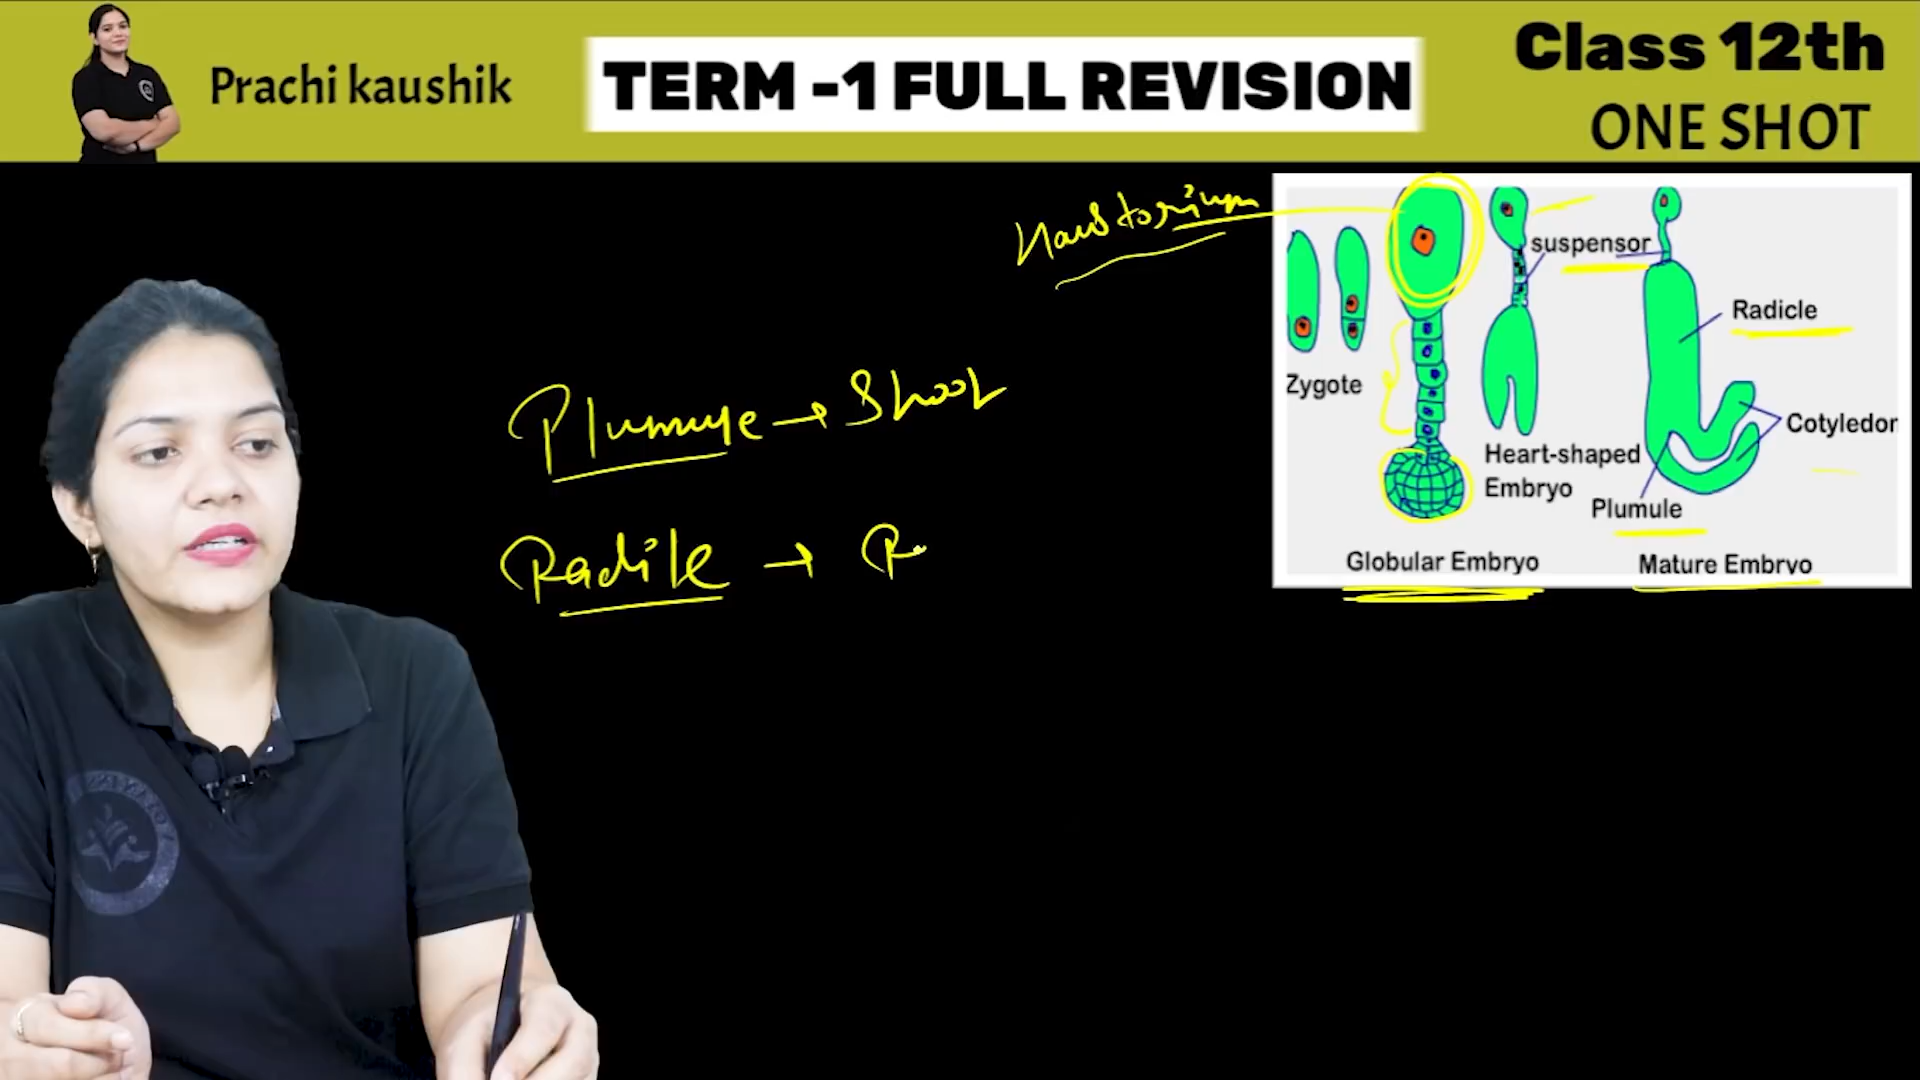 Prachi kaushik
TERM -1 FULL REVISION
Class 12th
ONE SHOT
Haustorium
suspensor
Radicle
Zygote
Cotyledor
Heart-shaped
Embryo
Plumule
Globular Embryo
Mature Embryo
Plumule → Shoot
Radile → R